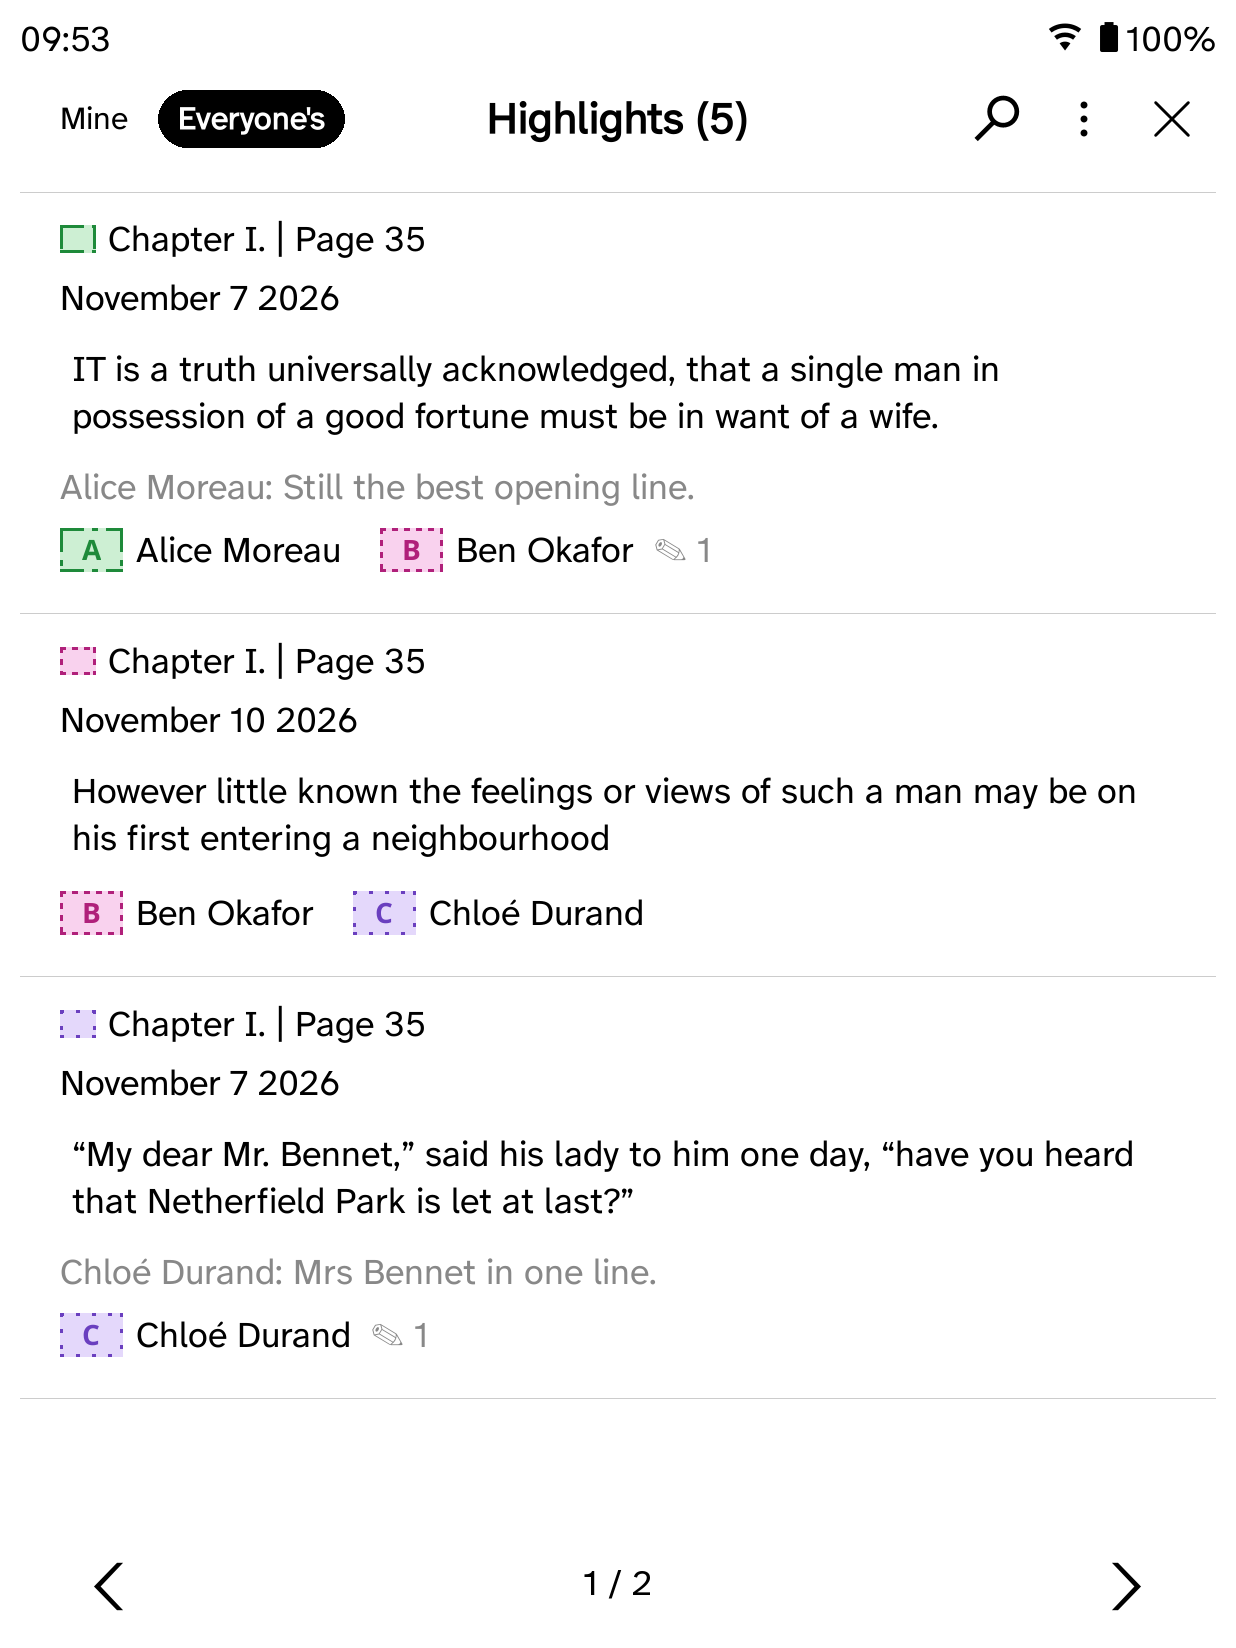 09:53 100%
Mine Everyone's Highlights (5)
Chapter I. | Page 35
November 7 2026
IT is a truth universally acknowledged, that a single man in
possession of a good fortune must be in want of a wife.
Alice Moreau: Still the best opening line.
A Alice Moreau B Ben Okafor ✎ 1
Chapter I. | Page 35
November 10 2026
However little known the feelings or views of such a man may be on
his first entering a neighbourhood
B Ben Okafor C Chloé Durand
Chapter I. | Page 35
November 7 2026
“My dear Mr. Bennet,” said his lady to him one day, “have you heard
that Netherfield Park is let at last?”
Chloé Durand: Mrs Bennet in one line.
C Chloé Durand ✎ 1
1 / 2